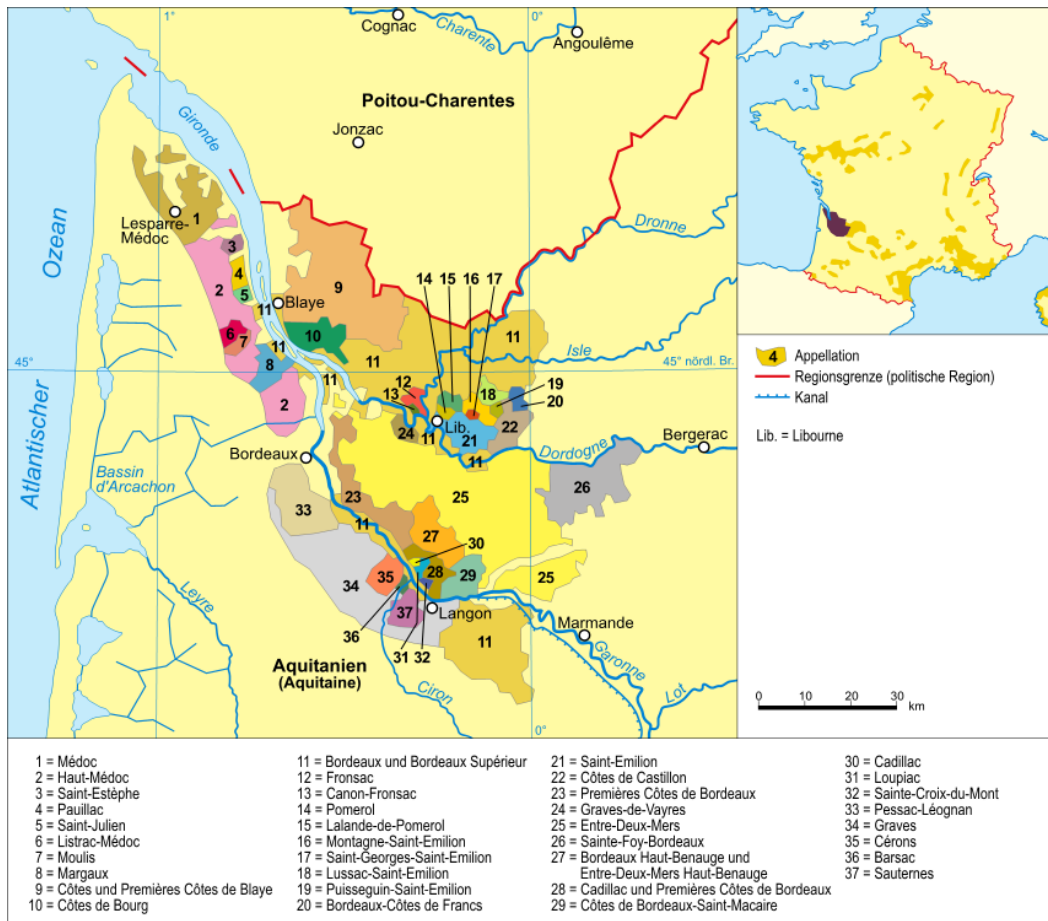 1°
0°
Cognac
Charente
Angoulême
Poitou-Charentes
Jonzac
Gironde
Lesparre-
Médoc
1
Dronne
Ozean
3
4
2
5
11
Blaye
9
14
15
16
17
11
6
7
11
10
Isle
45°
45° nördl. Br.
8
11
11
12
18
19
20
13
2
Lib.
24
11
21
22
Bergerac
Dordogne
Bordeaux
11
Atlantischer
Bassin
d'Arcachon
23
25
26
33
11
27
30
34
35
28
29
25
Leyre
37
Langon
36
31
32
11
Marmande
Garonne
Aquitanien
(Aquitaine)
Ciron
Lot
0°
4 Appellation
Regionsgrenze (politische Region)
Kanal
Lib. = Libourne
0 10 20 30
km
1 = Médoc
2 = Haut-Médoc
3 = Saint-Estèphe
4 = Pauillac
5 = Saint-Julien
6 = Listrac-Médoc
7 = Moulis
8 = Margaux
9 = Côtes und Premières Côtes de Blaye
10 = Côtes de Bourg
11 = Bordeaux und Bordeaux Supérieur
12 = Fronsac
13 = Canon-Fronsac
14 = Pomerol
15 = Lalande-de-Pomerol
16 = Montagne-Saint-Emilion
17 = Saint-Georges-Saint-Emilion
18 = Lussac-Saint-Emilion
19 = Puisseguin-Saint-Emilion
20 = Bordeaux-Côtes de Francs
21 = Saint-Emilion
22 = Côtes de Castillon
23 = Premières Côtes de Bordeaux
24 = Graves-de-Vayres
25 = Entre-Deux-Mers
26 = Sainte-Foy-Bordeaux
27 = Bordeaux Haut-Benauge und
Entre-Deux-Mers Haut-Benauge
28 = Cadillac und Premières Côtes de Bordeaux
29 = Côtes de Bordeaux-Saint-Macaire
30 = Cadillac
31 = Loupiac
32 = Sainte-Croix-du-Mont
33 = Pessac-Léognan
34 = Graves
35 = Cérons
36 = Barsac
37 = Sauternes